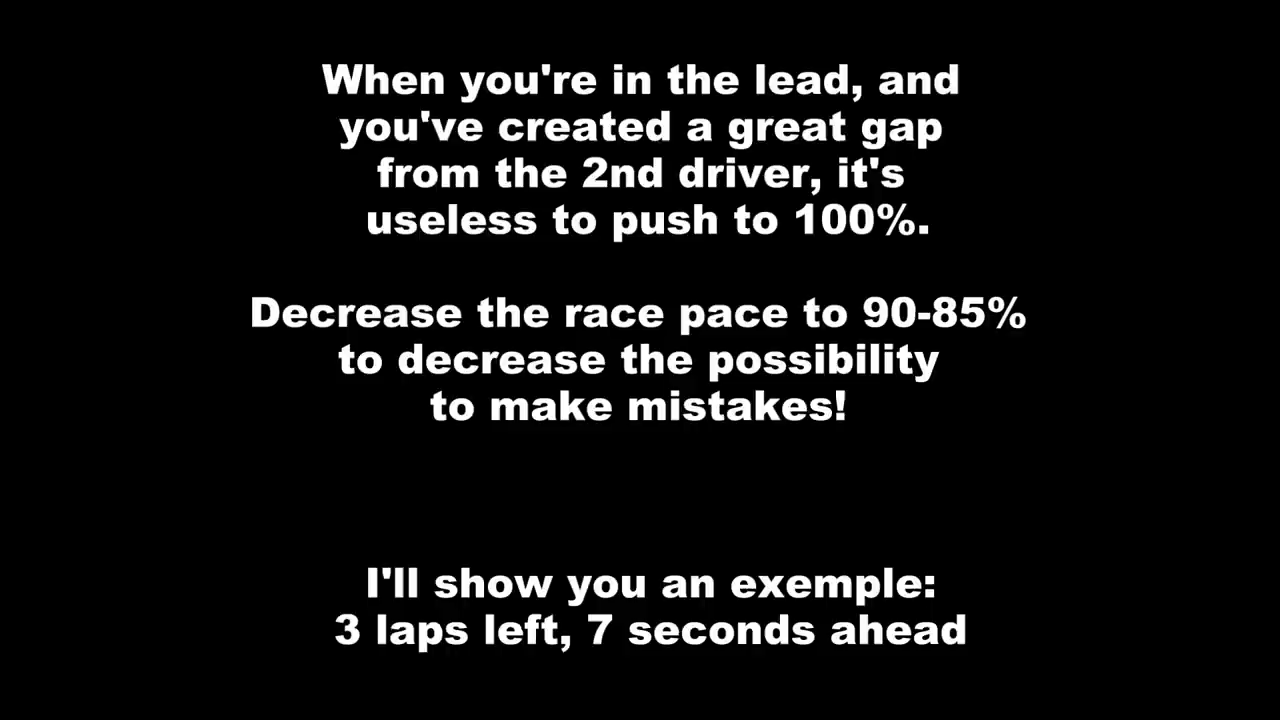 When you're in the lead, and
you've created a great gap
from the 2nd driver, it's
useless to push to 100%.
Decrease the race pace to 90-85%
to decrease the possibility
to make mistakes!
I'll show you an exemple:
3 laps left, 7 seconds ahead